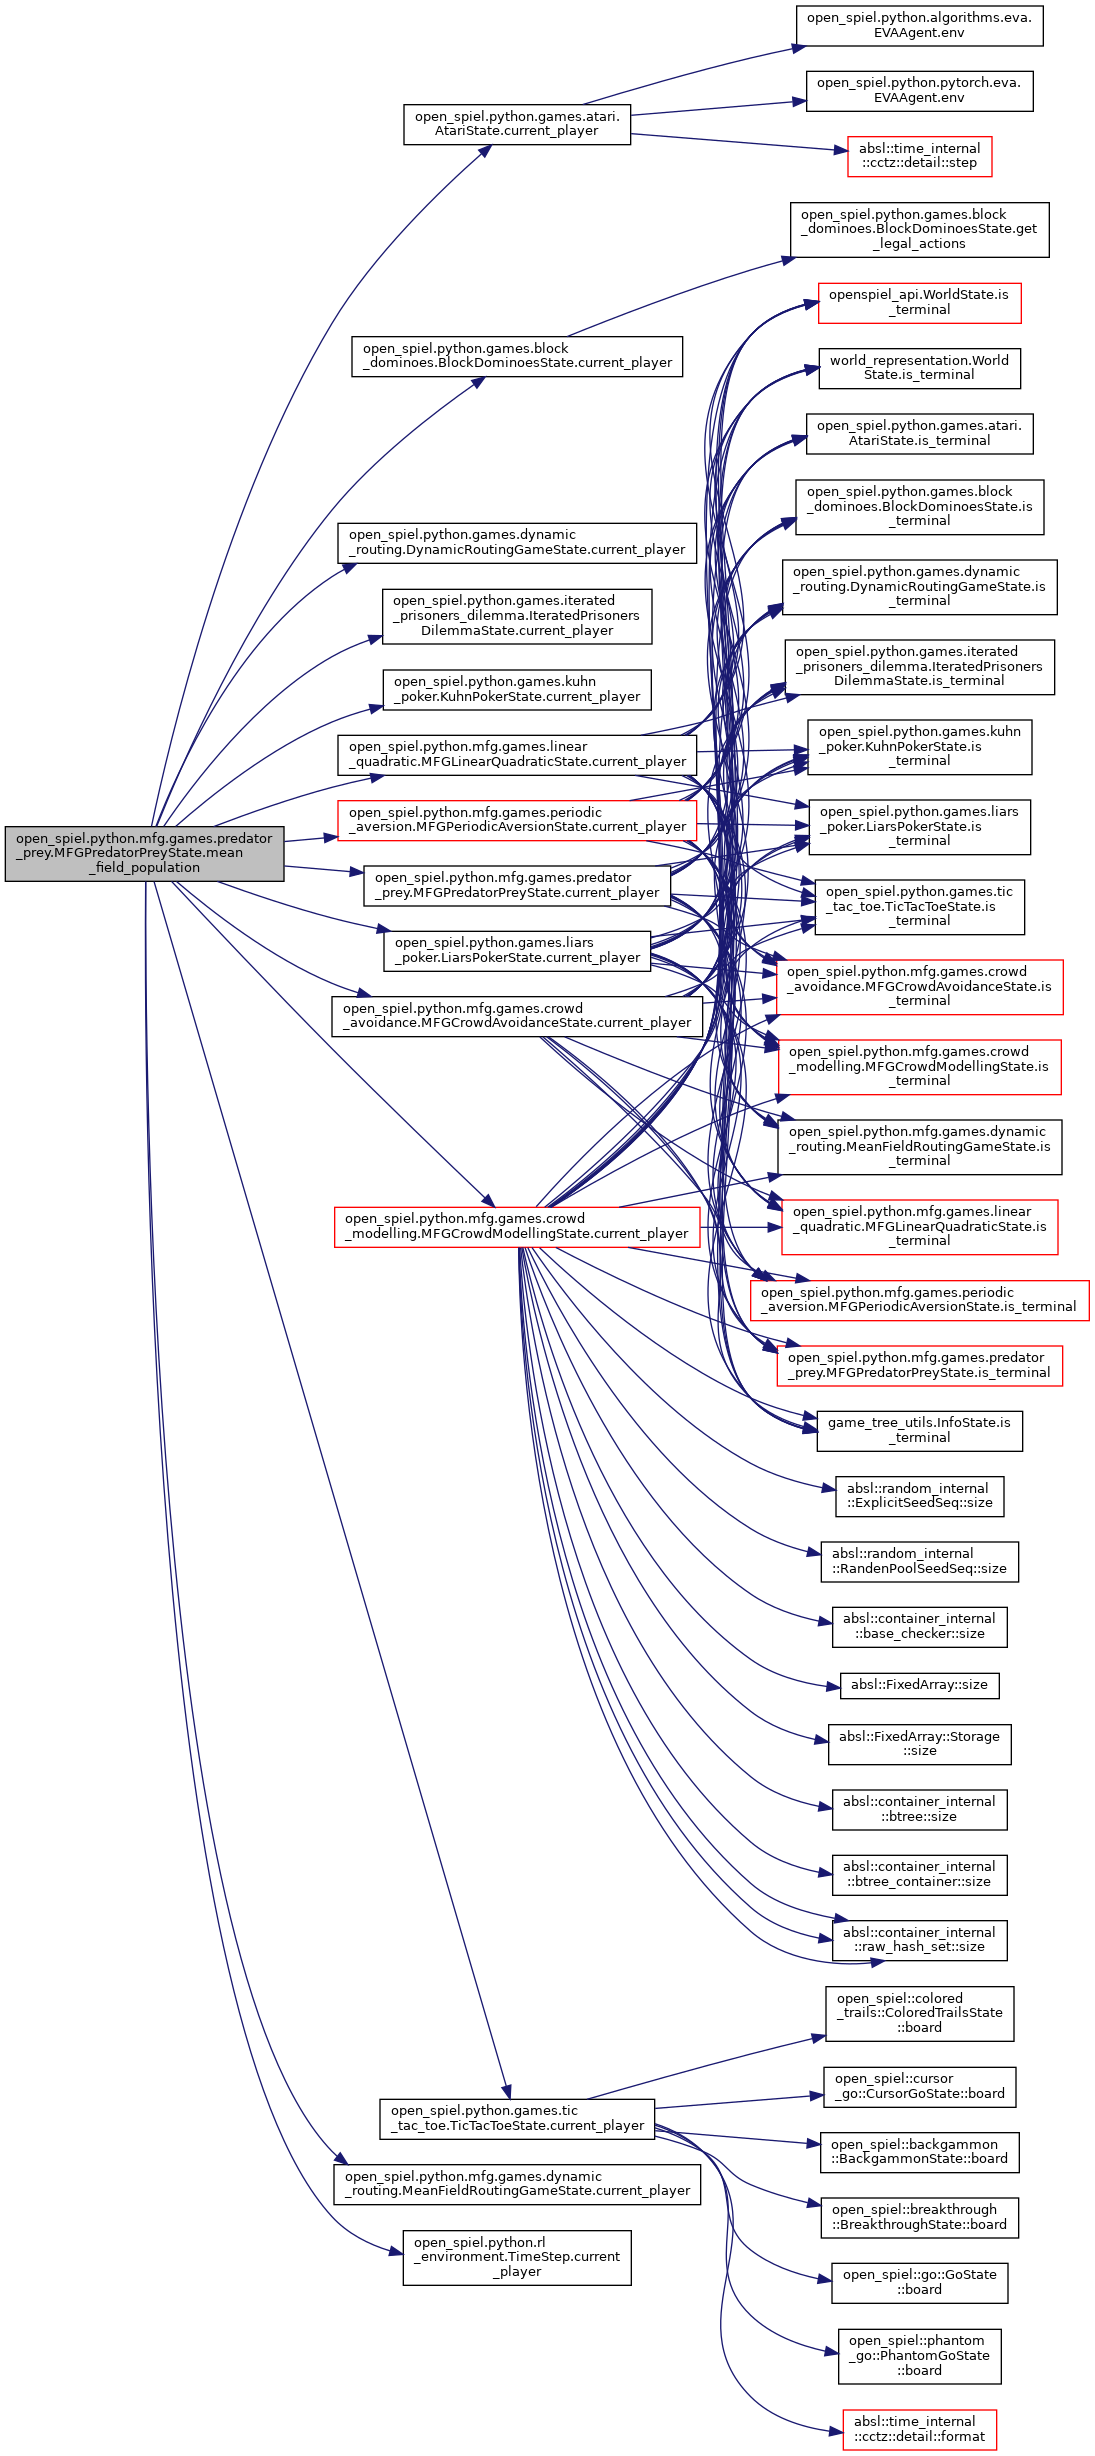 open_spiel.python.mfg.games.predator
_prey.MFGPredatorPreyState.mean
_field_population
open_spiel.python.games.atari.
AtariState.current_player
open_spiel.python.games.block
_dominoes.BlockDominoesState.current_player
open_spiel.python.games.dynamic
_routing.DynamicRoutingGameState.current_player
open_spiel.python.games.iterated
_prisoners_dilemma.IteratedPrisoners
DilemmaState.current_player
open_spiel.python.games.kuhn
_poker.KuhnPokerState.current_player
open_spiel.python.mfg.games.linear
_quadratic.MFGLinearQuadraticState.current_player
open_spiel.python.mfg.games.periodic
_aversion.MFGPeriodicAversionState.current_player
open_spiel.python.mfg.games.predator
_prey.MFGPredatorPreyState.current_player
open_spiel.python.games.liars
_poker.LiarsPokerState.current_player
open_spiel.python.mfg.games.crowd
_avoidance.MFGCrowdAvoidanceState.current_player
open_spiel.python.mfg.games.crowd
_modelling.MFGCrowdModellingState.current_player
open_spiel.python.games.tic
_tac_toe.TicTacToeState.current_player
open_spiel.python.mfg.games.dynamic
_routing.MeanFieldRoutingGameState.current_player
open_spiel.python.rl
_environment.TimeStep.current
_player
open_spiel.python.algorithms.eva.
EVAAgent.env
open_spiel.python.pytorch.eva.
EVAAgent.env
absl::time_internal
::cctz::detail::step
open_spiel.python.games.block
_dominoes.BlockDominoesState.get
_legal_actions
openspiel_api.WorldState.is
_terminal
world_representation.World
State.is_terminal
open_spiel.python.games.atari.
AtariState.is_terminal
open_spiel.python.games.block
_dominoes.BlockDominoesState.is
_terminal
open_spiel.python.games.dynamic
_routing.DynamicRoutingGameState.is
_terminal
open_spiel.python.games.iterated
_prisoners_dilemma.IteratedPrisoners
DilemmaState.is_terminal
open_spiel.python.games.kuhn
_poker.KuhnPokerState.is
_terminal
open_spiel.python.games.liars
_poker.LiarsPokerState.is
_terminal
open_spiel.python.games.tic
_tac_toe.TicTacToeState.is
_terminal
open_spiel.python.mfg.games.crowd
_avoidance.MFGCrowdAvoidanceState.is
_terminal
open_spiel.python.mfg.games.crowd
_modelling.MFGCrowdModellingState.is
_terminal
open_spiel.python.mfg.games.dynamic
_routing.MeanFieldRoutingGameState.is
_terminal
open_spiel.python.mfg.games.linear
_quadratic.MFGLinearQuadraticState.is
_terminal
open_spiel.python.mfg.games.periodic
_aversion.MFGPeriodicAversionState.is_terminal
open_spiel.python.mfg.games.predator
_prey.MFGPredatorPreyState.is_terminal
game_tree_utils.InfoState.is
_terminal
absl::random_internal
::ExplicitSeedSeq::size
absl::random_internal
::RandenPoolSeedSeq::size
absl::container_internal
::base_checker::size
absl::FixedArray::size
absl::FixedArray::Storage
::size
absl::container_internal
::btree::size
absl::container_internal
::btree_container::size
absl::container_internal
::raw_hash_set::size
open_spiel::colored
_trails::ColoredTrailsState
::board
open_spiel::cursor
_go::CursorGoState::board
open_spiel::backgammon
::BackgammonState::board
open_spiel::breakthrough
::BreakthroughState::board
open_spiel::go::GoState
::board
open_spiel::phantom
_go::PhantomGoState
::board
absl::time_internal
::cctz::detail::format